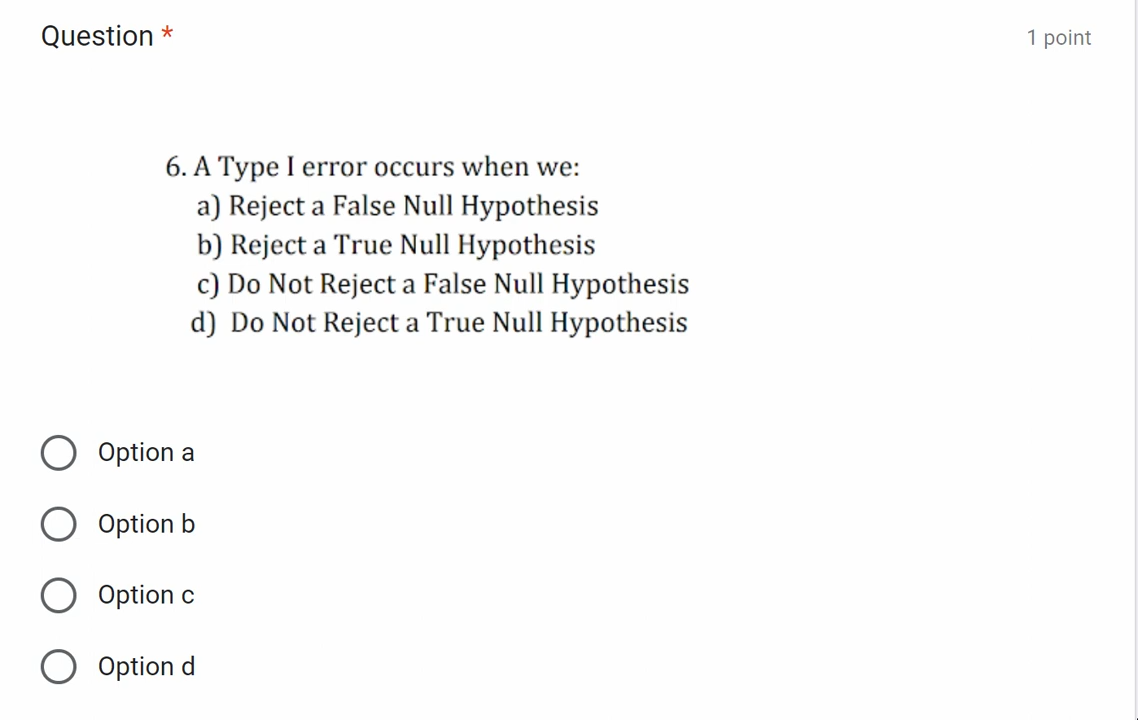 Question *
1 point
6. A Type I error occurs when we:
a) Reject a False Null Hypothesis
b) Reject a True Null Hypothesis
c) Do Not Reject a False Null Hypothesis
d) Do Not Reject a True Null Hypothesis
Option a
Option b
Option c
Option d